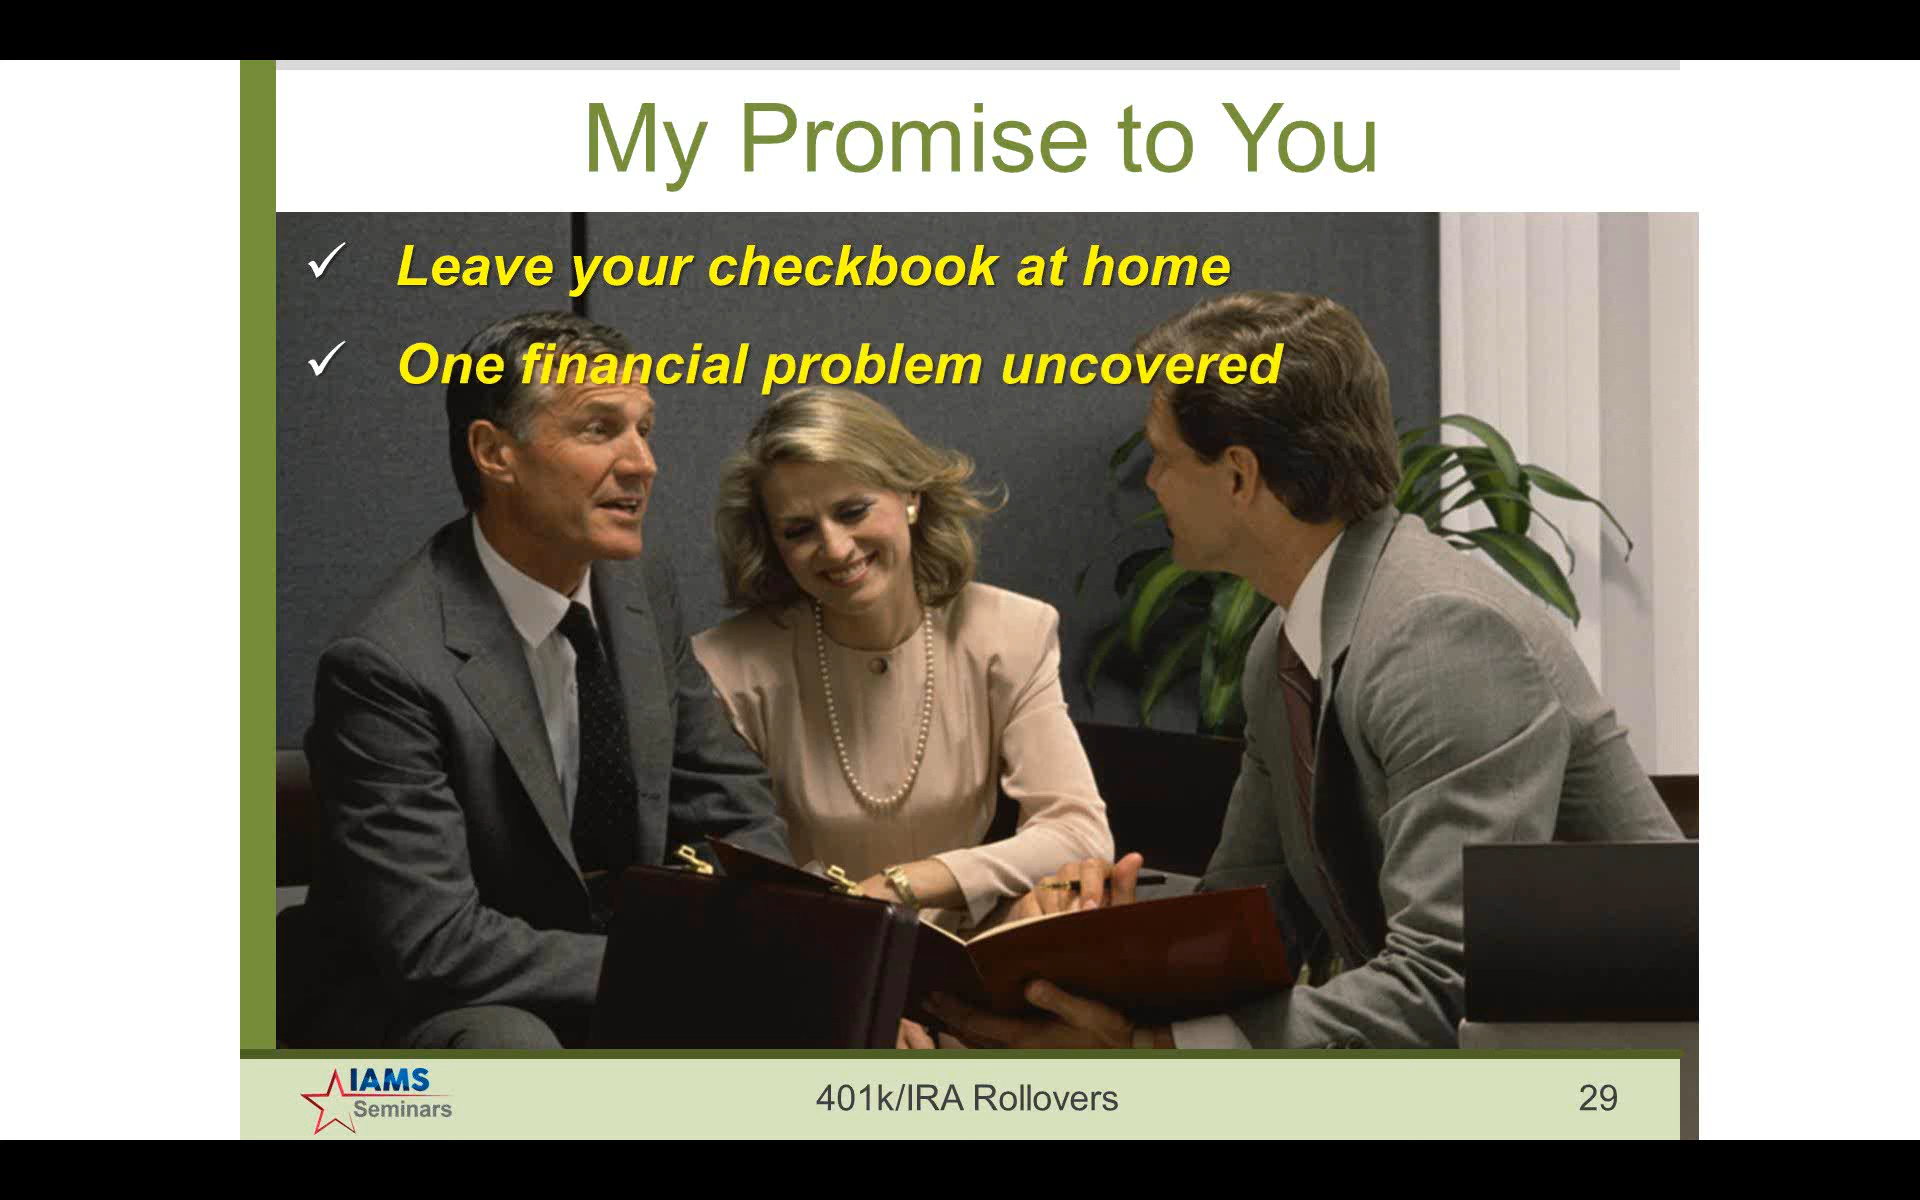 My Promise to You
✓ Leave your checkbook at home
✓ One financial problem uncovered
IAMS
Seminars
401k/IRA Rollovers
29